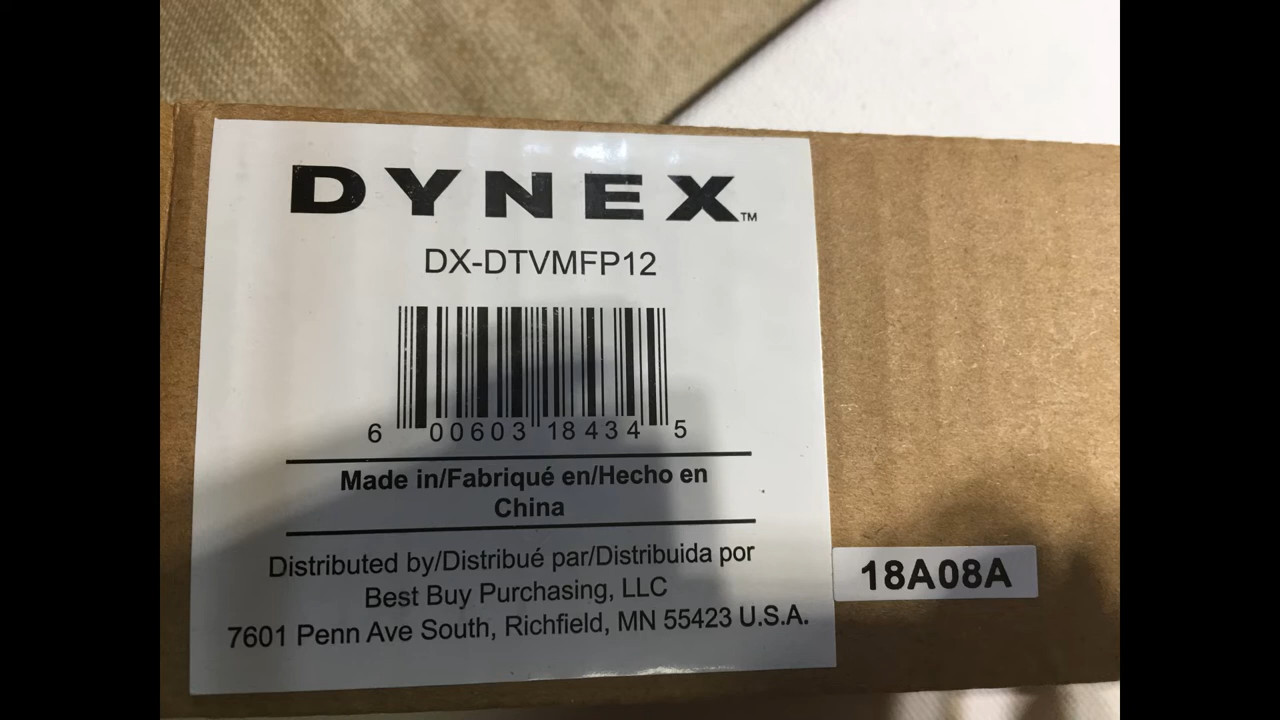 DYNEX™
DX-DTVMFP12
6 00603 18434 5
Made in/Fabriqué en/Hecho en
China
Distributed by/Distribué par/Distribuida por
Best Buy Purchasing, LLC
7601 Penn Ave South, Richfield, MN 55423 U.S.A.
18A08A